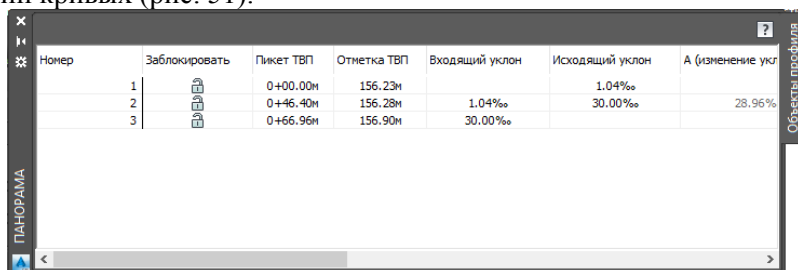 ии кривых (рис. 51).
Номер Заблокировать Пикет ТВП Отметка ТВП Входящий уклон Исходящий уклон A (изменение укл
1 0+00.00м 156.23м 1.04‰
2 0+46.40м 156.28м 1.04‰ 30.00‰ 28.96%
3 0+66.96м 156.90м 30.00‰
ПАНОРАМА
Объекты профиля